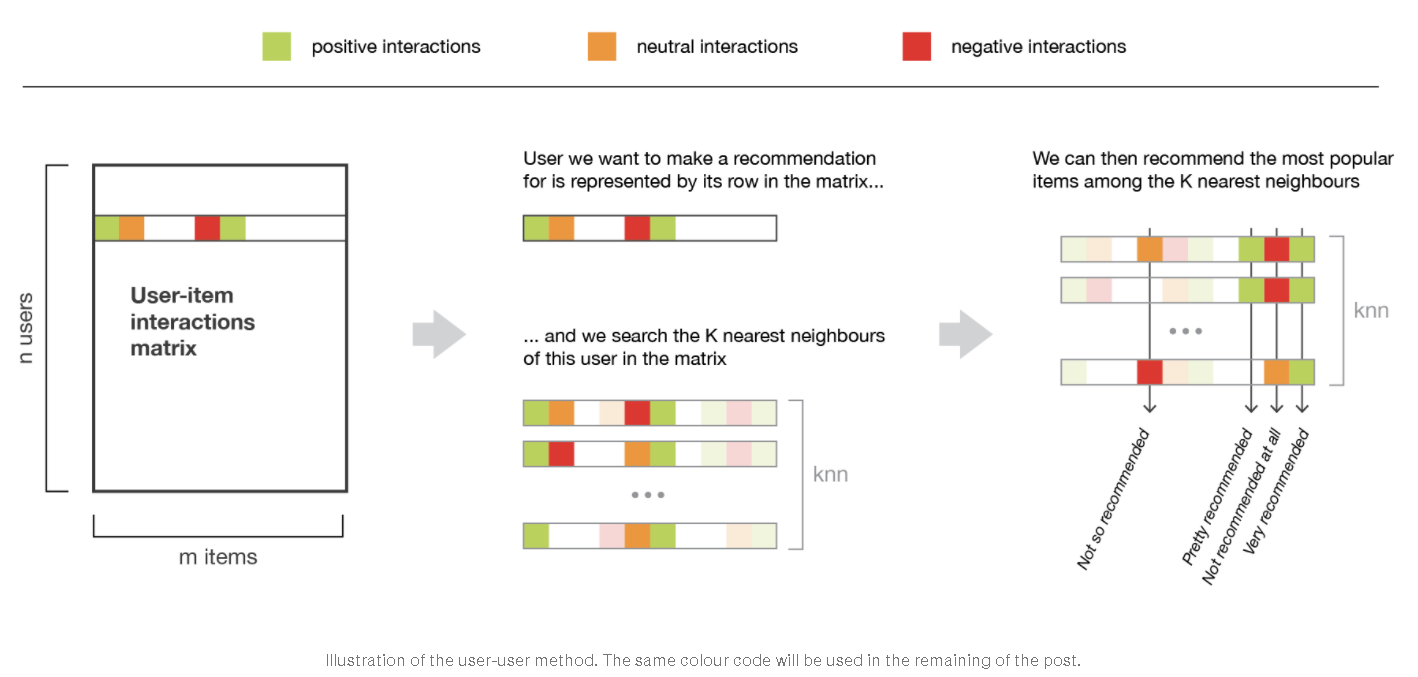 positive interactions
neutral interactions
negative interactions
n users
User-item
interactions
matrix
m items
User we want to make a recommendation
for is represented by its row in the matrix...
... and we search the K nearest neighbours
of this user in the matrix
knn
We can then recommend the most popular
items among the K nearest neighbours
knn
Not so recommended
Pretty recommended
Not recommended at all
Very recommended
Illustration of the user-user method. The same colour code will be used in the remaining of the post.